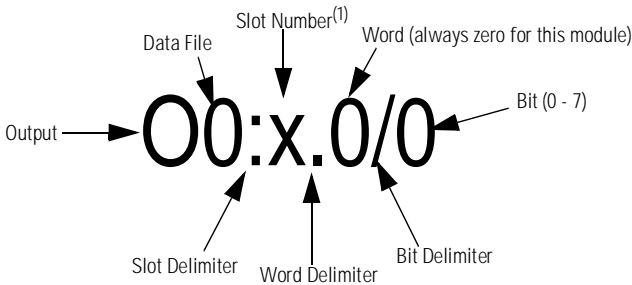 Slot Number(1)
Data File
Word (always zero for this module)
Bit (0 - 7)
Output
O0:x.0/0
Slot Delimiter
Word Delimiter
Bit Delimiter